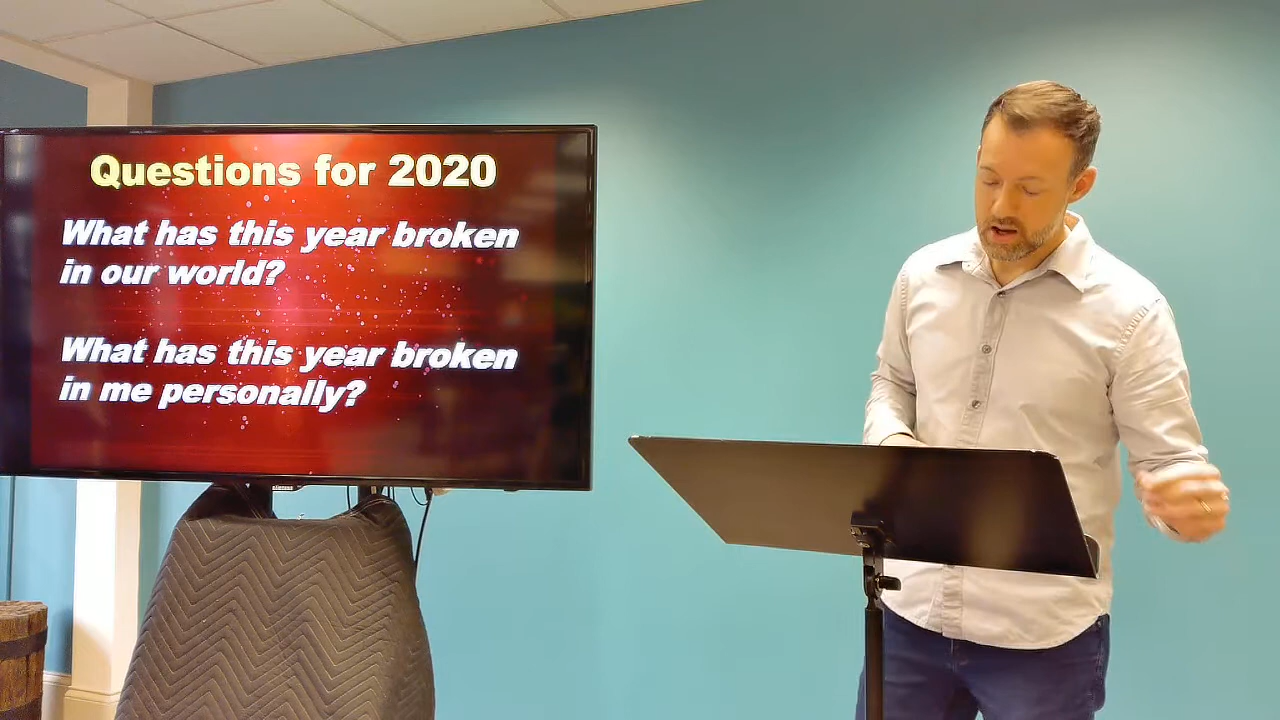 Questions for 2020
What has this year broken
in our world?
What has this year broken
in me personally?